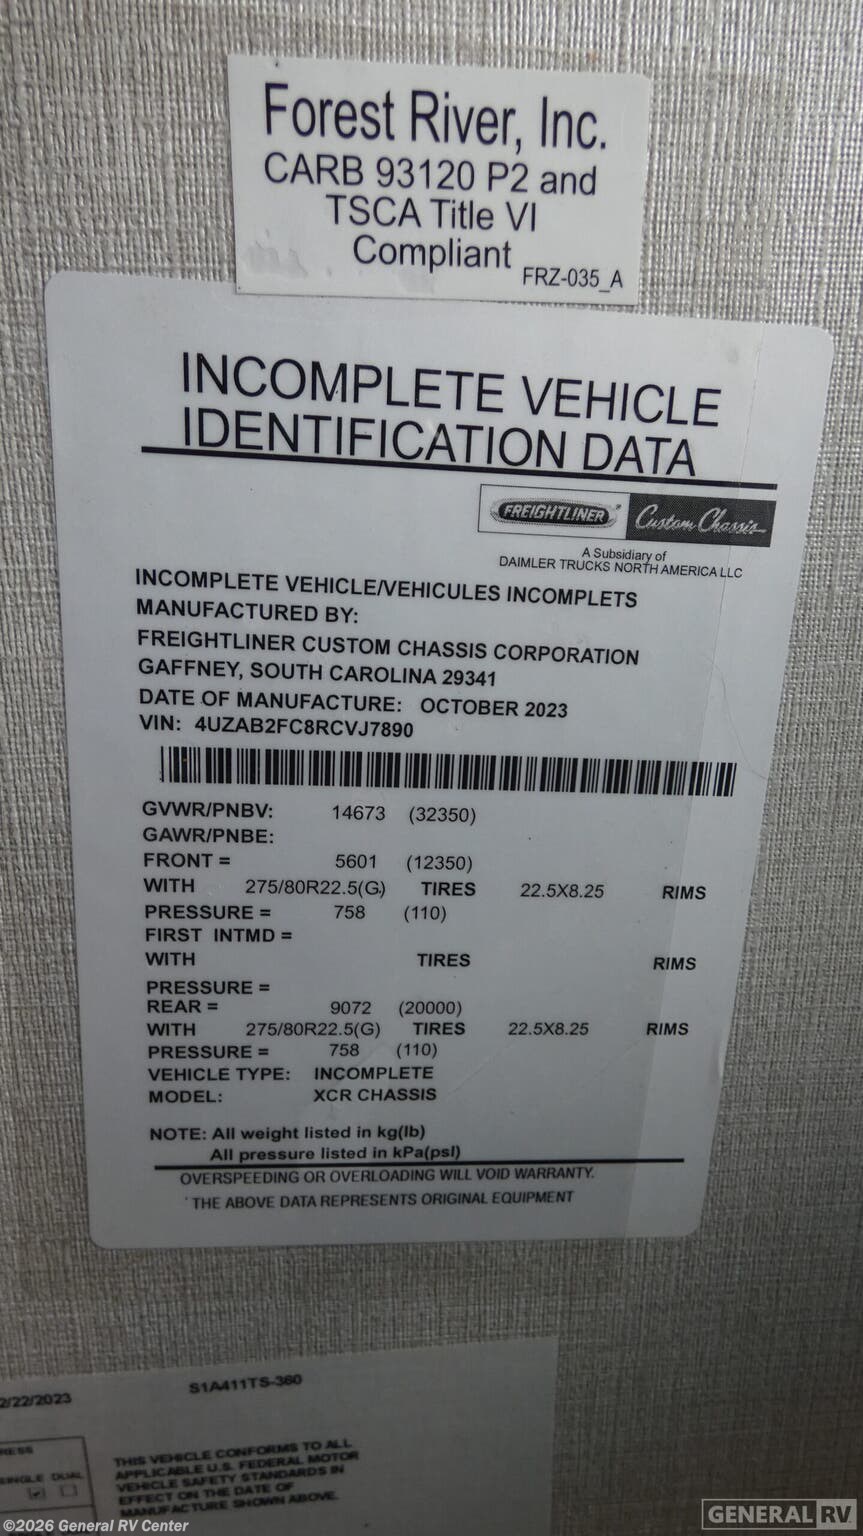 Forest River, Inc.
CARB 93120 P2 and
TSCA Title VI
Compliant
FRZ-035_A
INCOMPLETE VEHICLE
IDENTIFICATION DATA
FREIGHTLINER Custom Chassis
A Subsidiary of
DAIMLER TRUCKS NORTH AMERICA LLC
INCOMPLETE VEHICLE/VEHICULES INCOMPLETS
MANUFACTURED BY:
FREIGHTLINER CUSTOM CHASSIS CORPORATION
GAFFNEY, SOUTH CAROLINA 29341
DATE OF MANUFACTURE: OCTOBER 2023
VIN: 4UZAB2FC8RCVJ7890
GVWR/PNBV: 14673 (32350)
GAWR/PNBE:
FRONT = 5601 (12350)
WITH 275/80R22.5(G) TIRES 22.5X8.25 RIMS
PRESSURE = 758 (110)
FIRST INTMD =
WITH TIRES RIMS
PRESSURE =
REAR = 9072 (20000)
WITH 275/80R22.5(G) TIRES 22.5X8.25 RIMS
PRESSURE = 758 (110)
VEHICLE TYPE: INCOMPLETE
MODEL: XCR CHASSIS
NOTE: All weight listed in kg(lb)
All pressure listed in kPa(psl)
OVERSPEEDING OR OVERLOADING WILL VOID WARRANTY.
THE ABOVE DATA REPRESENTS ORIGINAL EQUIPMENT
2/22/2023 S1A411TS-360
SINGLE DUAL
THIS VEHICLE CONFORMS TO ALL
APPLICABLE U.S. FEDERAL MOTOR
VEHICLE SAFETY STANDARDS IN
EFFECT ON THE DATE OF
MANUFACTURE SHOWN ABOVE.
©2026 General RV Center
GENERAL RV